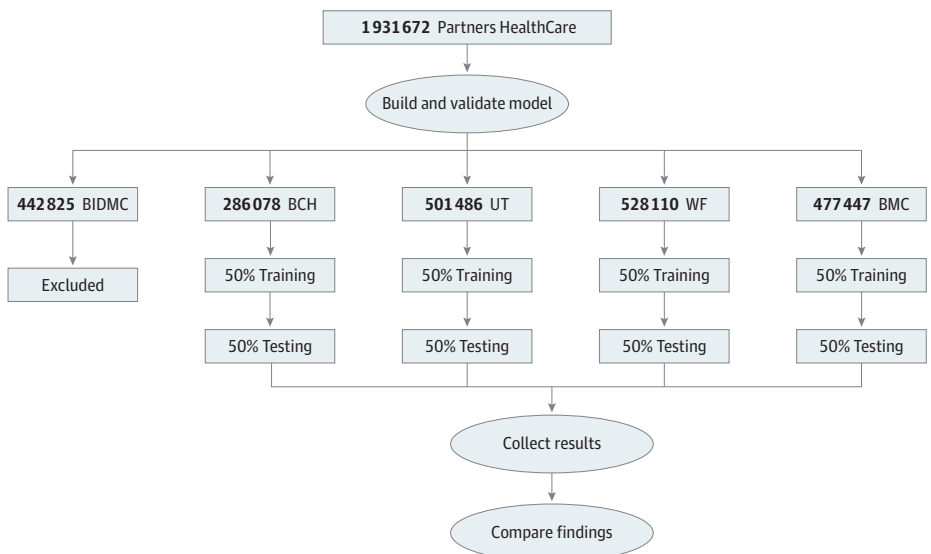 1931672 Partners HealthCare
Build and validate model
442825 BIDMC
286078 BCH
501486 UT
528110 WF
477447 BMC
Excluded
50% Training
50% Training
50% Training
50% Training
50% Testing
50% Testing
50% Testing
50% Testing
Collect results
Compare findings